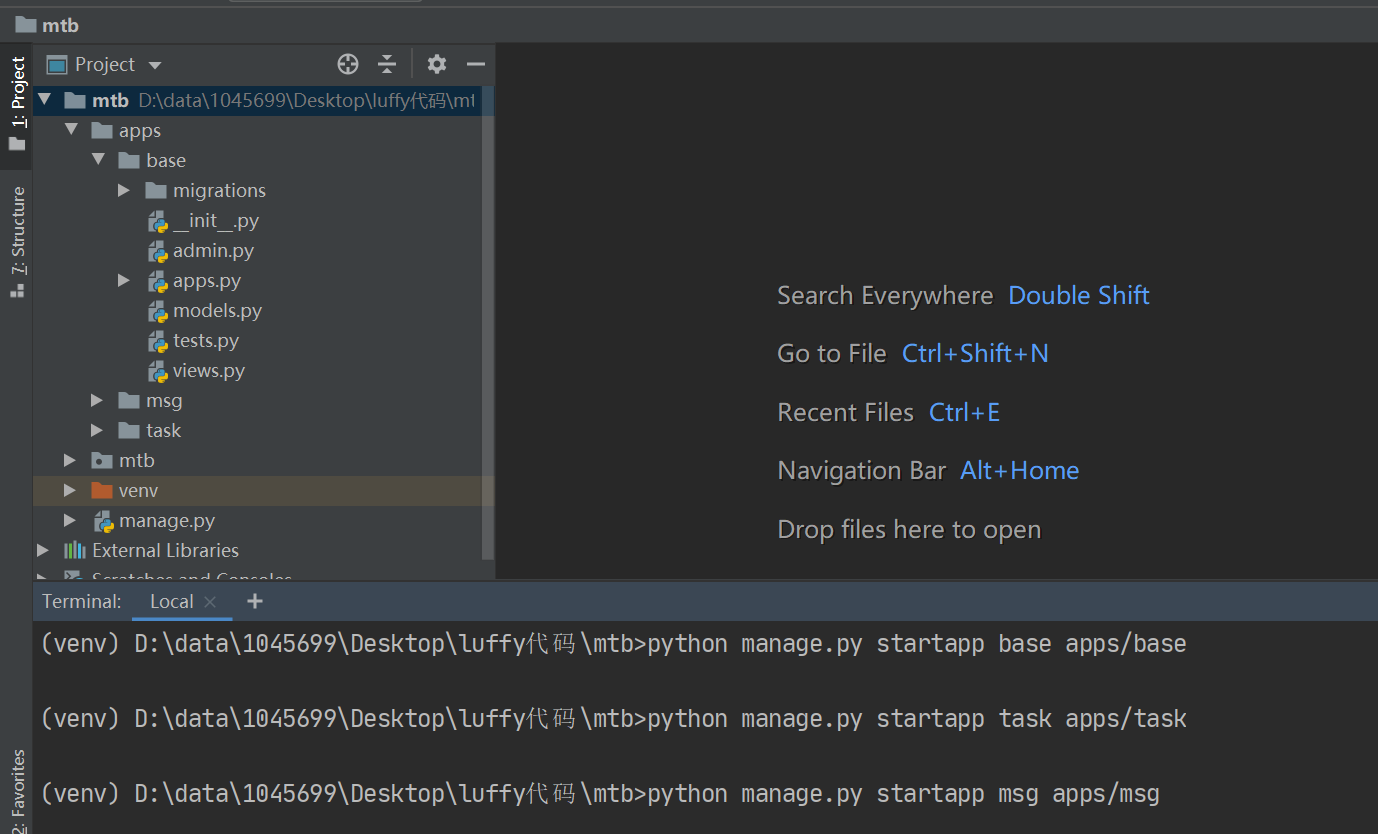 mtb
1: Project
Project
mtb D:\data\1045699\Desktop\luffy代码\mt
apps
base
migrations
__init__.py
admin.py
apps.py
models.py
tests.py
views.py
msg
task
mtb
venv
manage.py
External Libraries
Scratches and Consoles
7: Structure
2: Favorites
Search Everywhere Double Shift
Go to File Ctrl+Shift+N
Recent Files Ctrl+E
Navigation Bar Alt+Home
Drop files here to open
Terminal: Local
(venv) D:\data\1045699\Desktop\luffy代码\mtb>python manage.py startapp base apps/base
(venv) D:\data\1045699\Desktop\luffy代码\mtb>python manage.py startapp task apps/task
(venv) D:\data\1045699\Desktop\luffy代码\mtb>python manage.py startapp msg apps/msg